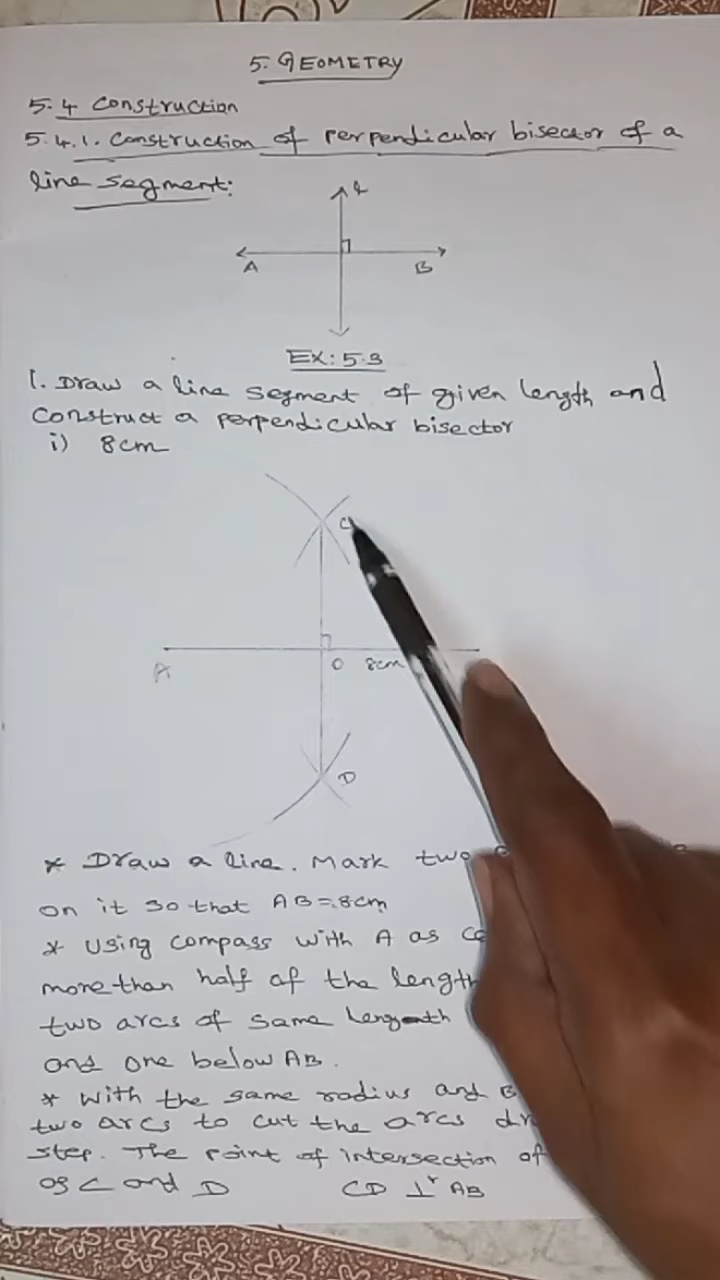 5. GEOMETRY
5.4 Construction
5.4.1. Construction of perpendicular bisector of a
line segment:
l
A B
EX: 5.3
1. Draw a line segment of given length and
construct a perpendicular bisector
i) 8cm
C
A O 8cm
D
* Draw a line. Mark two
on it so that AB = 8cm
* Using compass with A as
more than half of the length
two arcs of same length
and one below AB.
* With the same radius and B
two arcs to cut the arcs
step. The point of intersection of
as C and D CD ⊥r AB